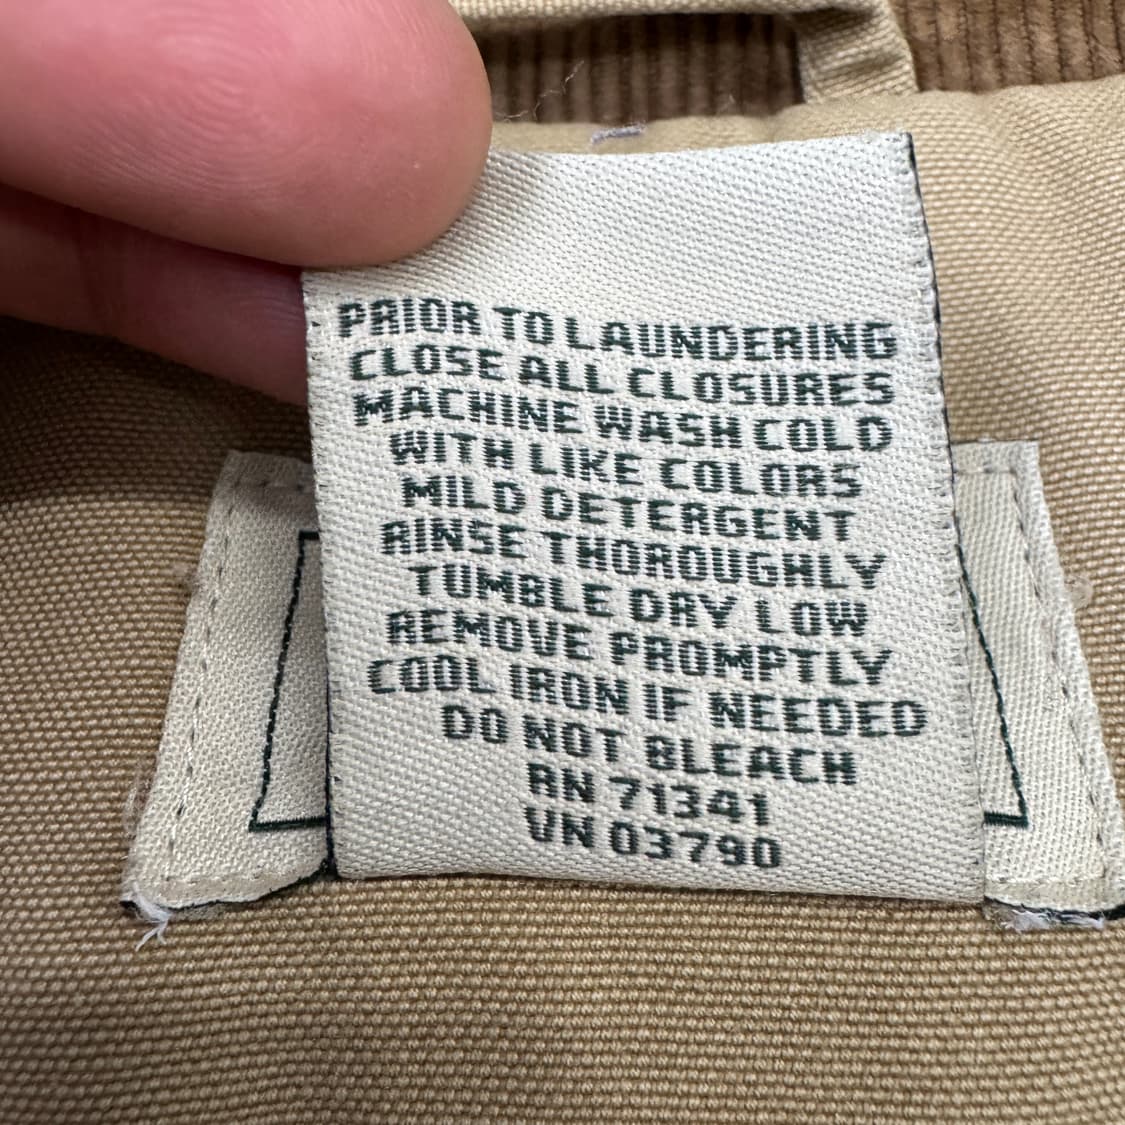 PRIOR TO LAUNDERING
CLOSE ALL CLOSURES
MACHINE WASH COLD
WITH LIKE COLORS
MILD DETERGENT
RINSE THOROUGHLY
TUMBLE DRY LOW
REMOVE PROMPTLY
COOL IRON IF NEEDED
DO NOT BLEACH
RN 71341
VN 03790